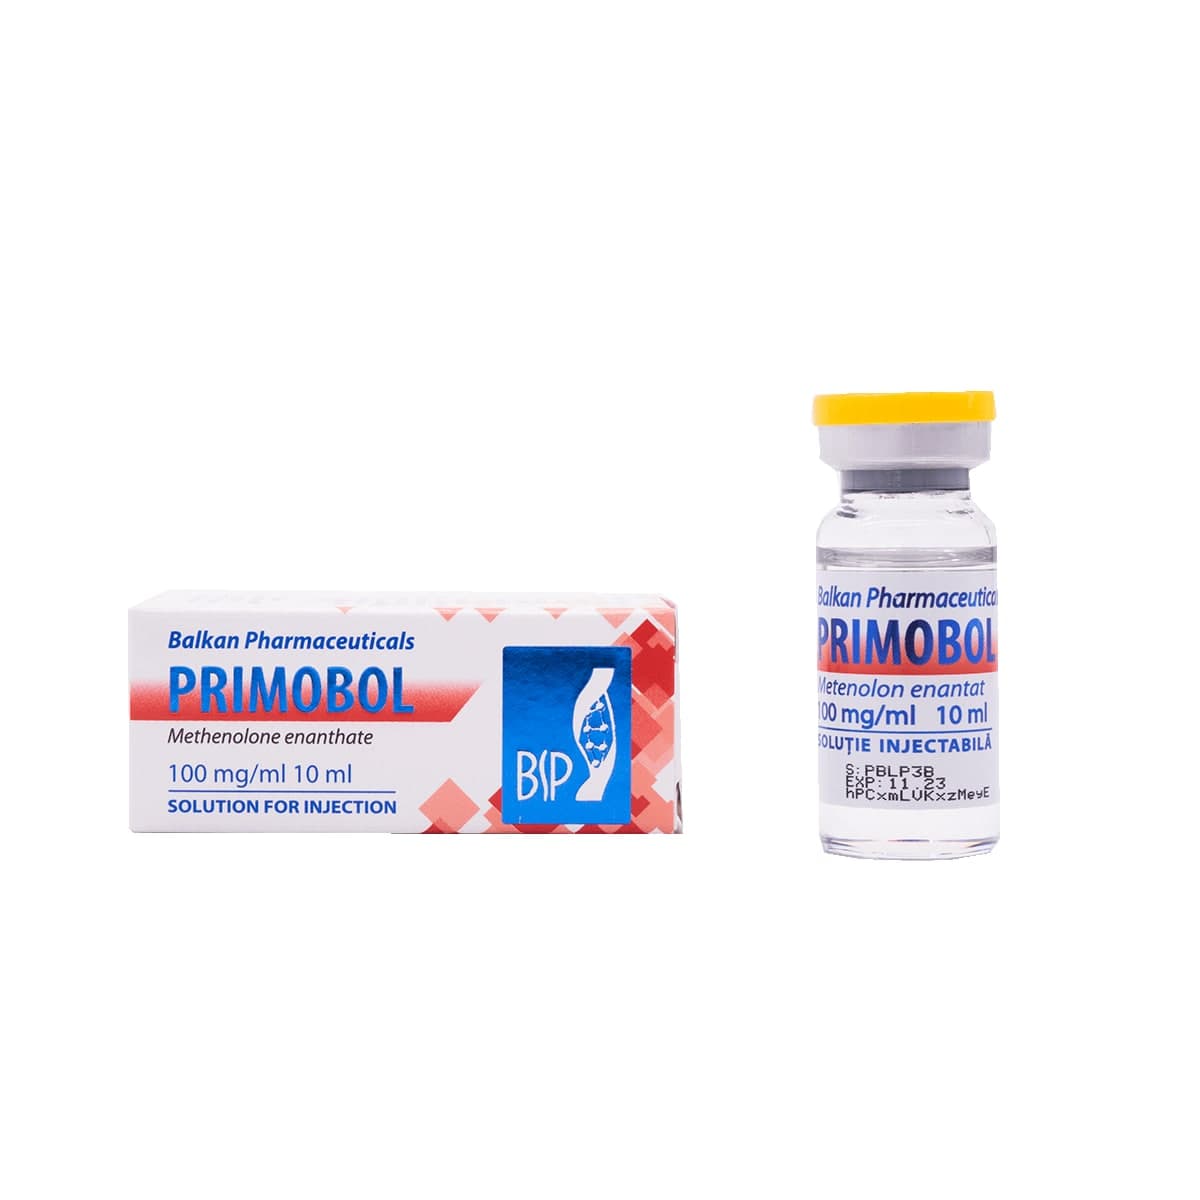 Balkan Pharmaceuticals
PRIMOBOL
Methenolone enanthate
100 mg/ml 10 ml
SOLUTION FOR INJECTION
BSP
Balkan Pharmaceutica
PRIMOBOL
Metenolon enantat
100 mg/ml 10 ml
SOLUȚIE INJECTABILĂ
S: PBLP3B
EXP: 11.23
hPCxmLVKxzMeyE